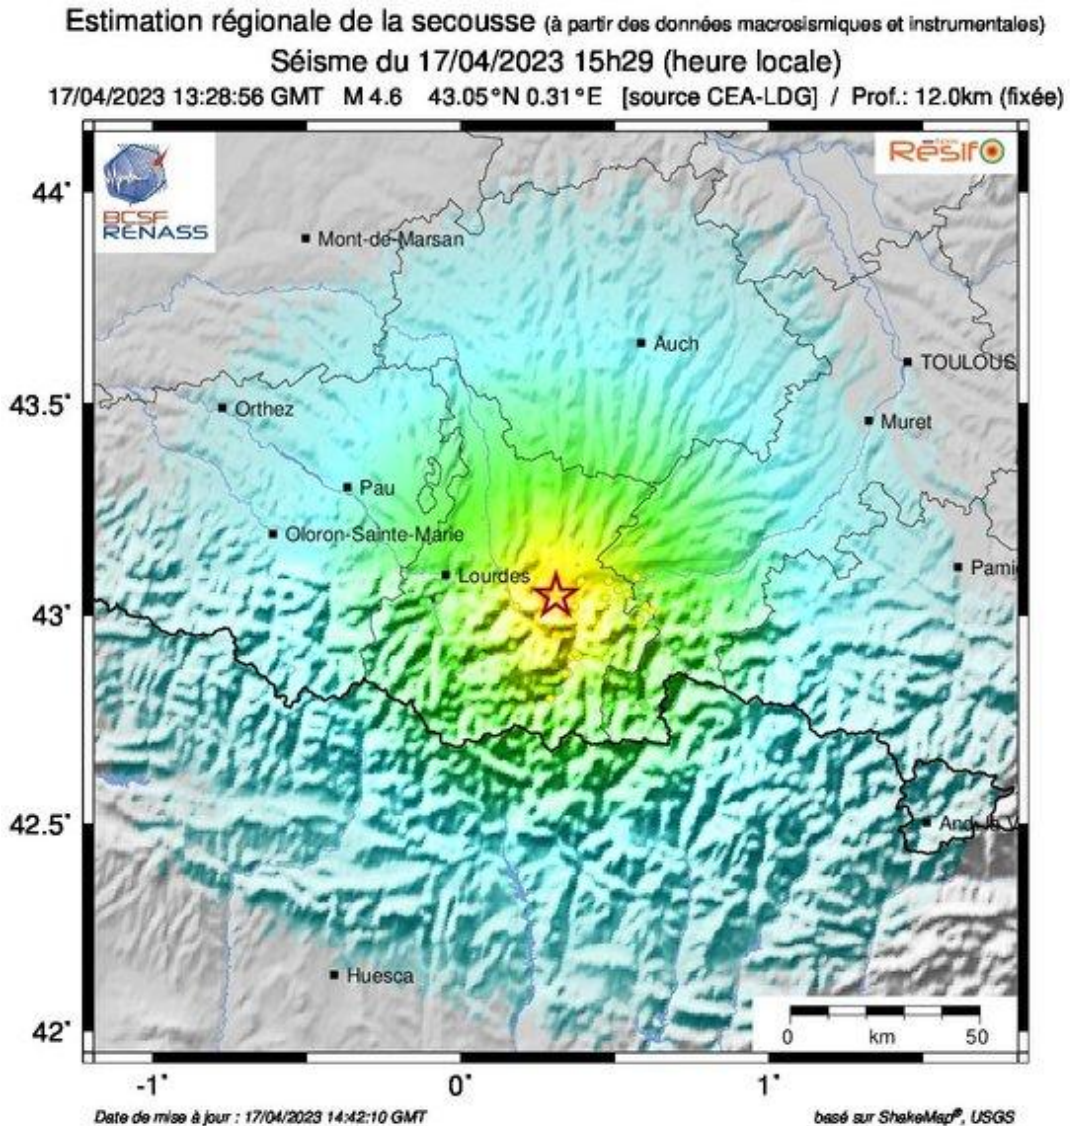 Estimation régionale de la secousse (à partir des données macrosismiques et instrumentales)
Séisme du 17/04/2023 15h29 (heure locale)
17/04/2023 13:28:56 GMT M 4.6 43.05°N 0.31°E [source CEA-LDG] / Prof.: 12.0km (fixée)
BCSF
RENASS
Résif
44°
Mont-de-Marsan
Auch
TOULOUS
43.5°
Orthez
Muret
Pau
Oloron-Sainte-Marie
Lourdes
Pami
43°
42.5°
And
la V
Huesca
42°
0
km
50
-1°
0°
1°
Date de mise à jour : 17/04/2023 14:42:10 GMT
basé sur ShakeMap®, USGS